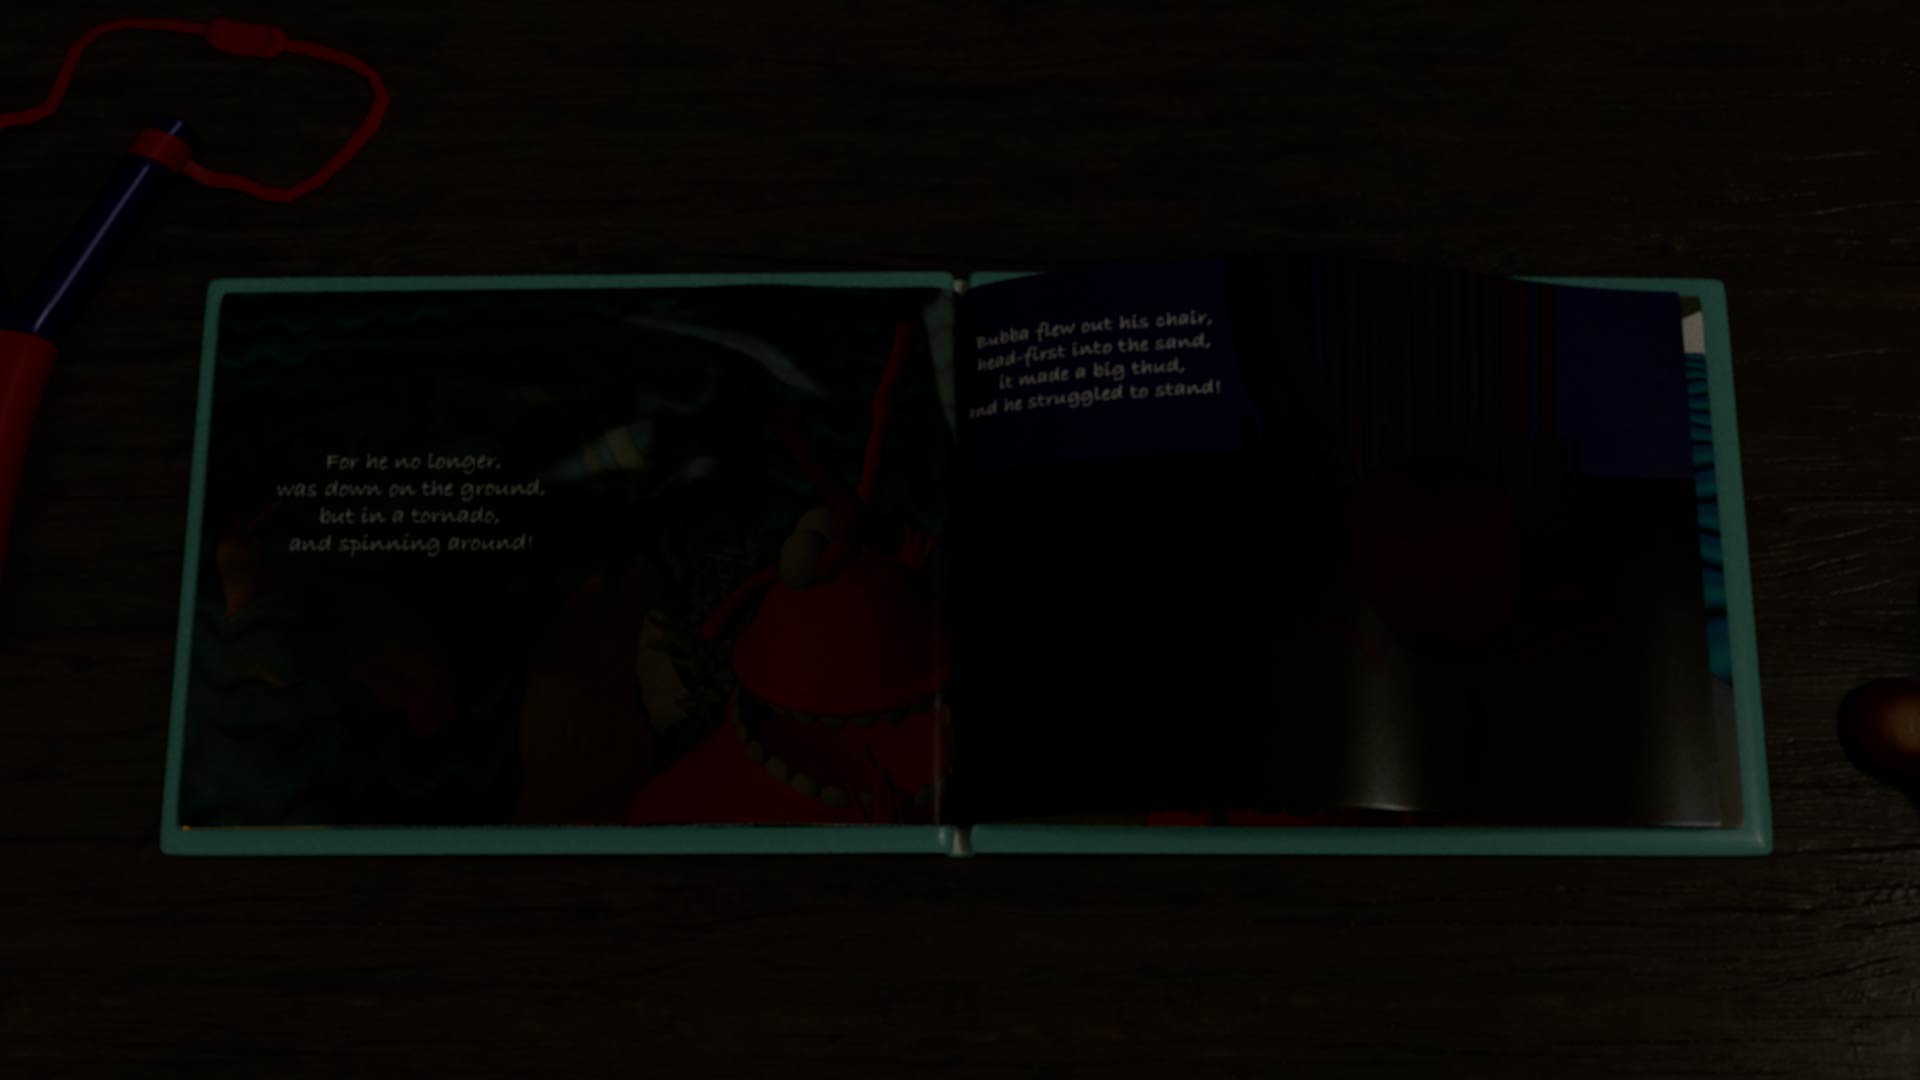 For he no longer,
was down on the ground,
but in a tornado,
and spinning around!
Bubba flew out his chair,
head-first into the sand,
it made a big thud,
and he struggled to stand!